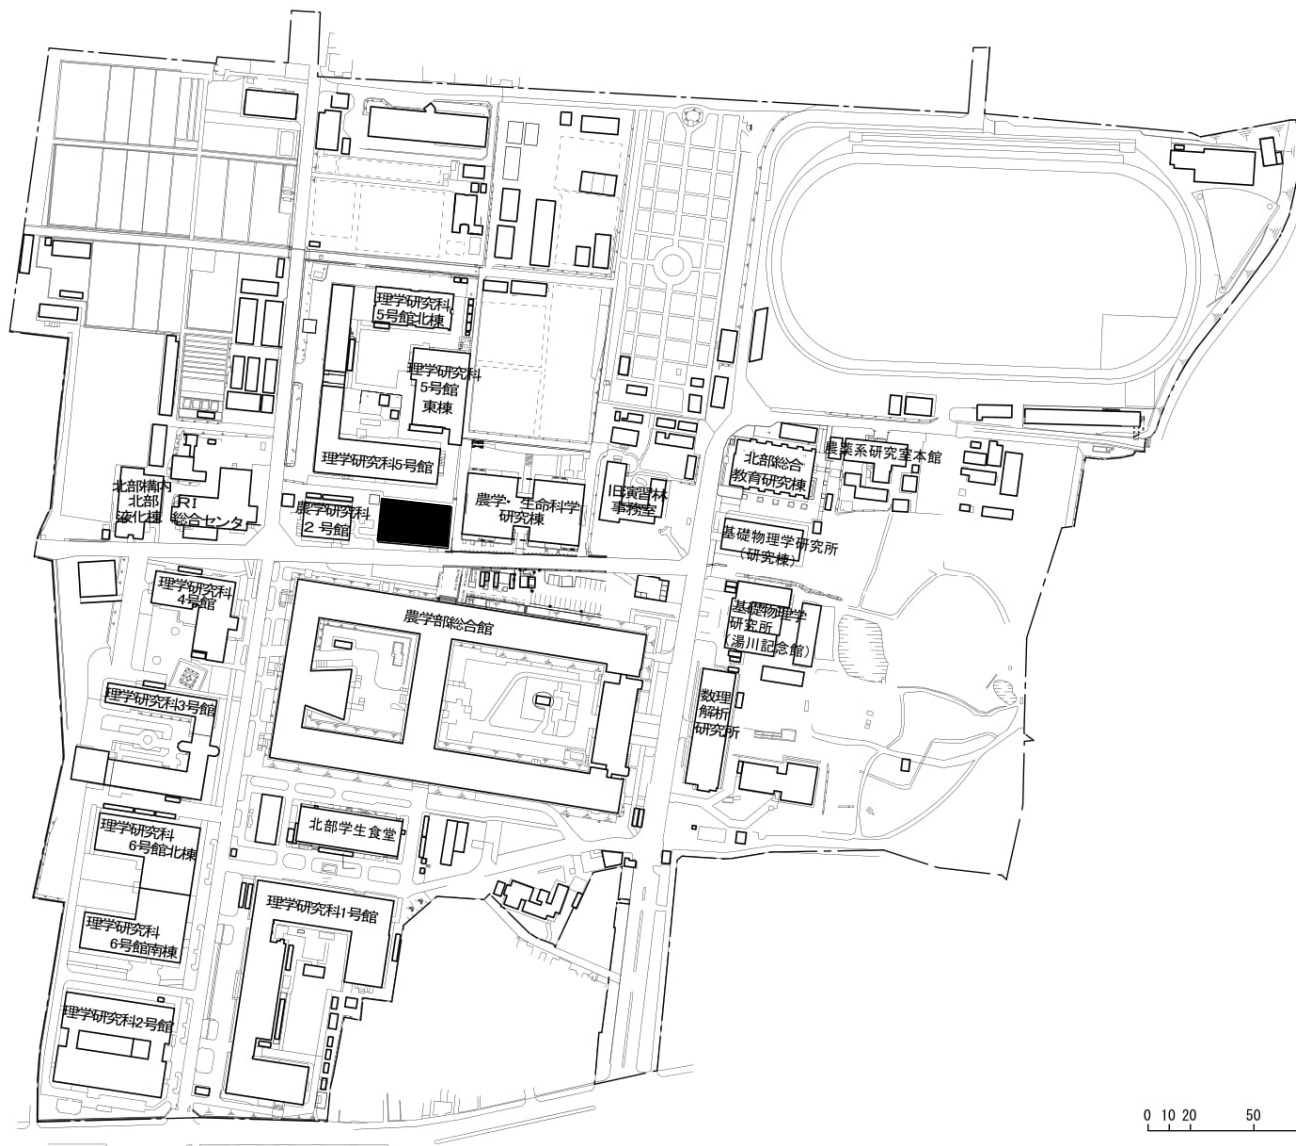 理学研究科
5号館北棟
理学研究科
5号館
東棟
理学研究科5号館
北部総合
教育研究棟
農薬系研究室本館
北部構内
北部
液化棟
RI
総合センター
農学研究科
2号館
農学・生命科学
研究棟
旧演習林
事務室
基礎物理学研究所
(研究棟)
理学研究科
4号館
農学部総合館
基礎物理学
研究所
(湯川記念館)
理学研究科3号館
数理
解析
研究所
理学研究科
6号館北棟
北部学生食堂
理学研究科1号館
理学研究科
6号館南棟
理学研究科2号館
0 10 20 50